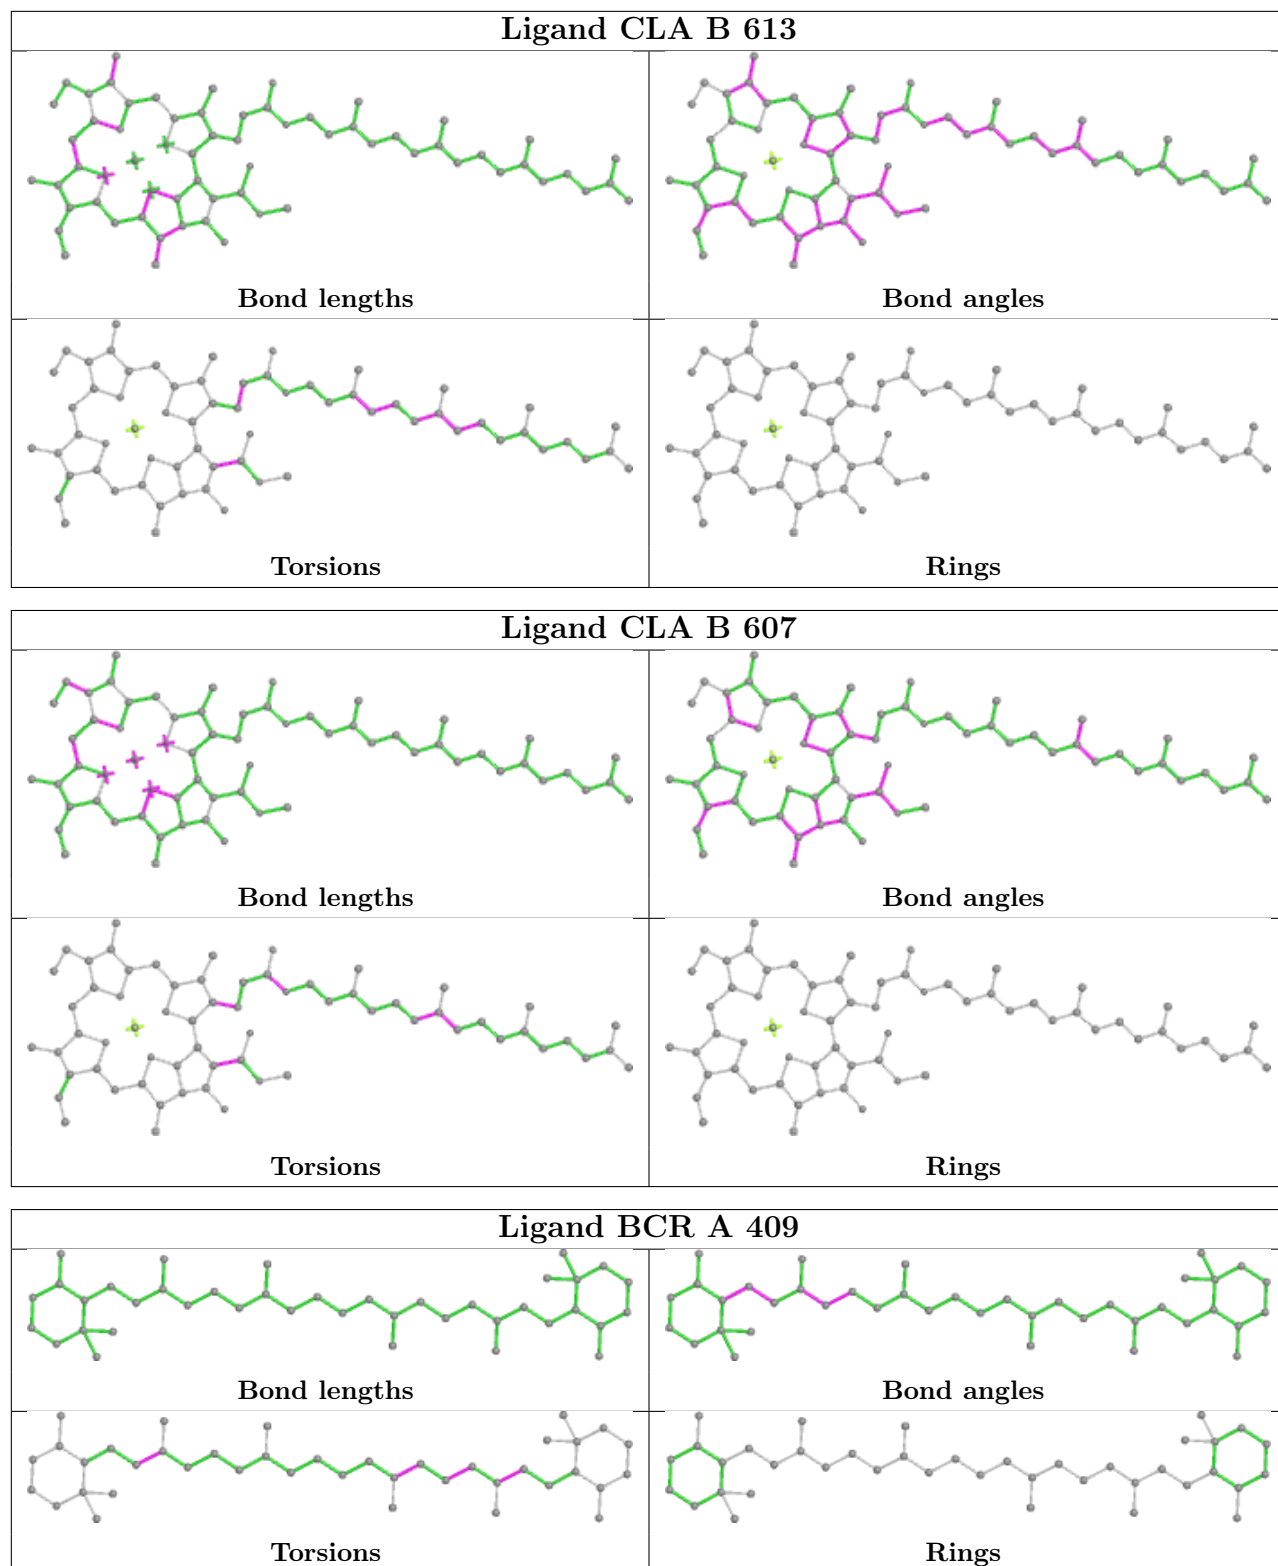 Ligand CLA B 613
Bond lengths
Bond angles
Torsions
Rings
Ligand CLA B 607
Bond lengths
Bond angles
Torsions
Rings
Ligand BCR A 409
Bond lengths
Bond angles
Torsions
Rings